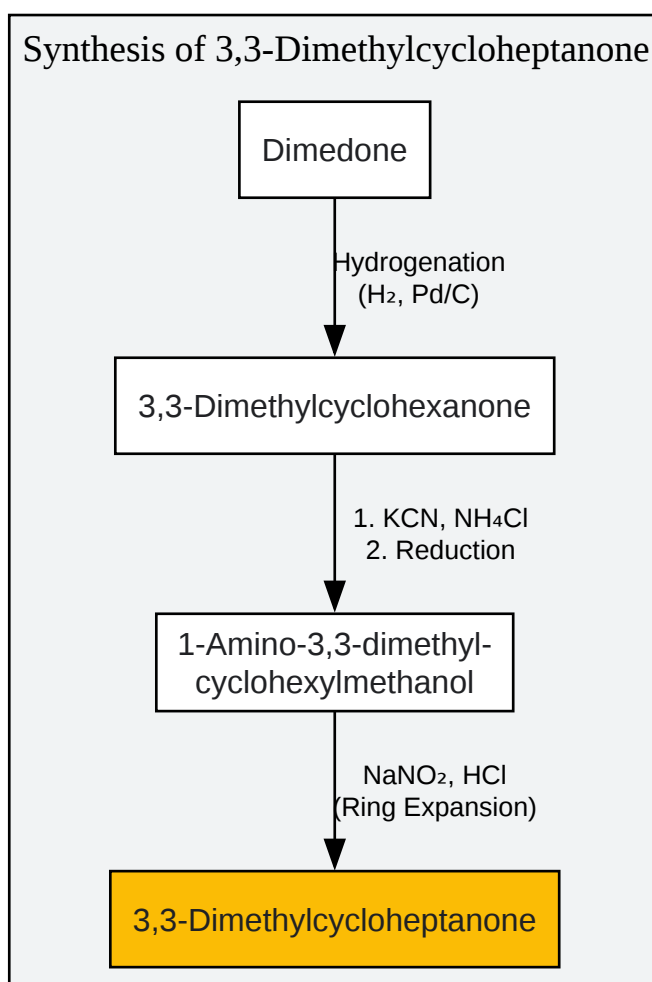 Synthesis of 3,3-Dimethylcycloheptanone
Dimedone
Hydrogenation
(H₂, Pd/C)
3,3-Dimethylcyclohexanone
1. KCN, NH₄Cl
2. Reduction
1-Amino-3,3-dimethyl-
cyclohexylmethanol
NaNO₂, HCl
(Ring Expansion)
3,3-Dimethylcycloheptanone